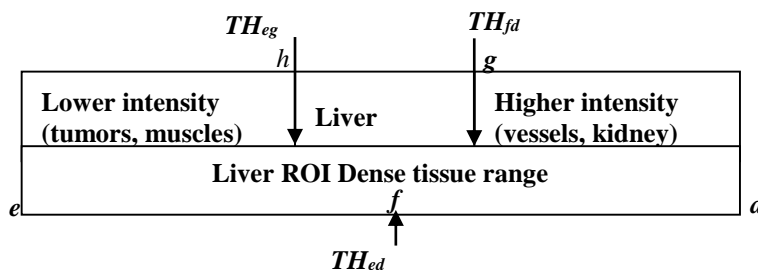 TH_eg TH_fd
h g
Lower intensity Higher intensity
(tumors, muscles) Liver (vessels, kidney)
Liver ROI Dense tissue range
e f d
TH_ed